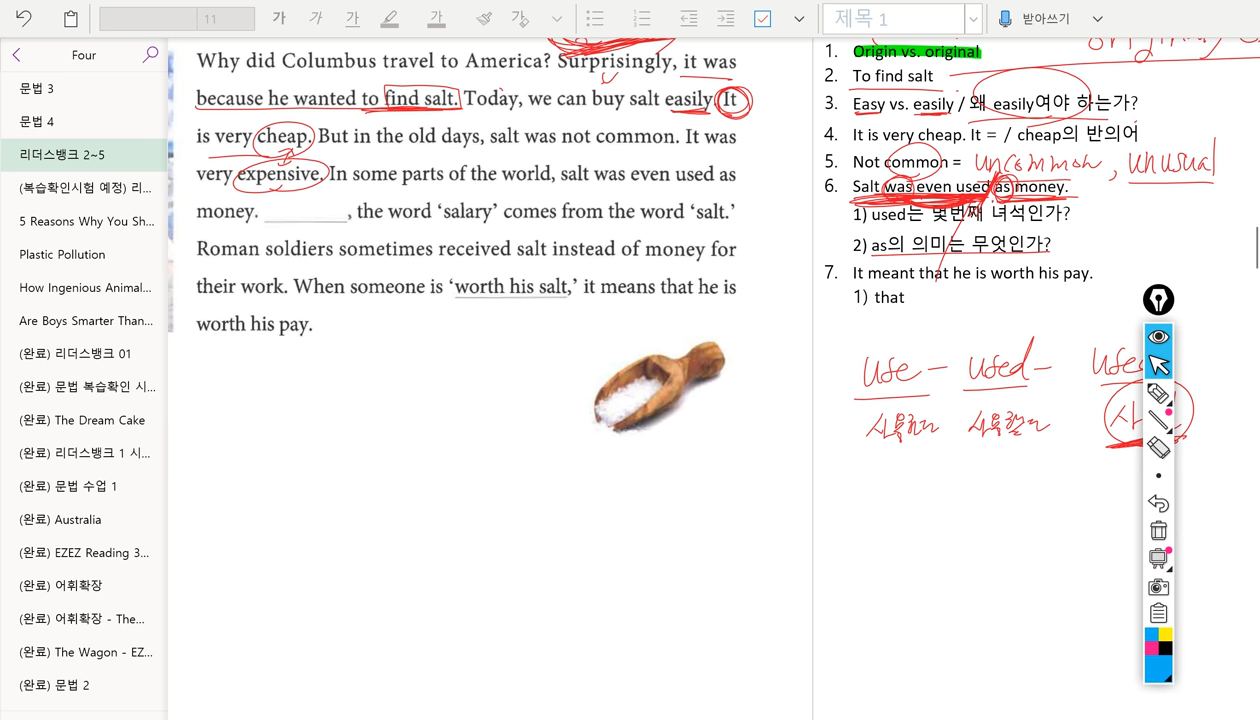 11
가 가 가 가 가
제목 1
받아쓰기
Four
문법 3
문법 4
리더스뱅크 2~5
(복습확인시험 예정) 리...
5 Reasons Why You Sh...
Plastic Pollution
How Ingenious Animal...
Are Boys Smarter Than...
(완료) 리더스뱅크 01
(완료) 문법 복습확인 시...
(완료) The Dream Cake
(완료) 리더스뱅크 1 시...
(완료) 문법 수업 1
(완료) Australia
(완료) EZEZ Reading 3...
(완료) 어휘확장
(완료) 어휘확장 - The...
(완료) The Wagon - EZ...
(완료) 문법 2
Why did Columbus travel to America? Surprisingly, it was
because he wanted to find salt. Today, we can buy salt easily. It
is very cheap. But in the old days, salt was not common. It was
very expensive. In some parts of the world, salt was even used as
money. ________, the word ‘salary’ comes from the word ‘salt.’
Roman soldiers sometimes received salt instead of money for
their work. When someone is ‘worth his salt,’ it means that he is
worth his pay.
1. Origin vs. original
2. To find salt
3. Easy vs. easily / 왜 easily여야 하는가?
4. It is very cheap. It = / cheap의 반의어
5. Not common = uncommon, unusual
6. Salt was even used as money.
1) used는 몇번째 녀석인가?
2) as의 의미는 무엇인가?
7. It meant that he is worth his pay.
1) that
use - used -
사용한다 사용했다